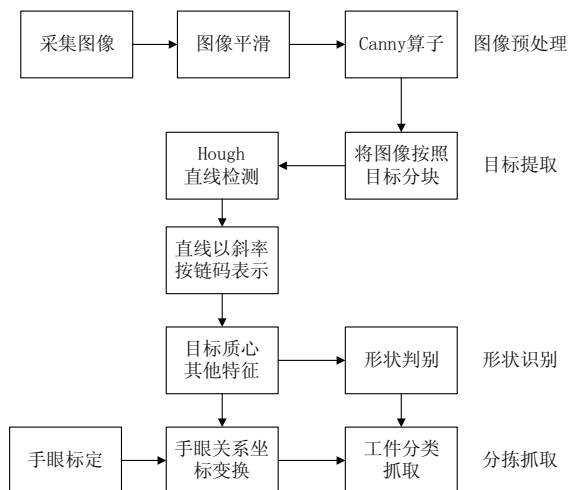 采集图像
图像平滑
Canny算子
图像预处理
Hough
直线检测
将图像按照
目标分块
目标提取
直线以斜率
按链码表示
目标质心
其他特征
形状判别
形状识别
手眼标定
手眼关系坐
标变换
工件分类
抓取
分拣抓取